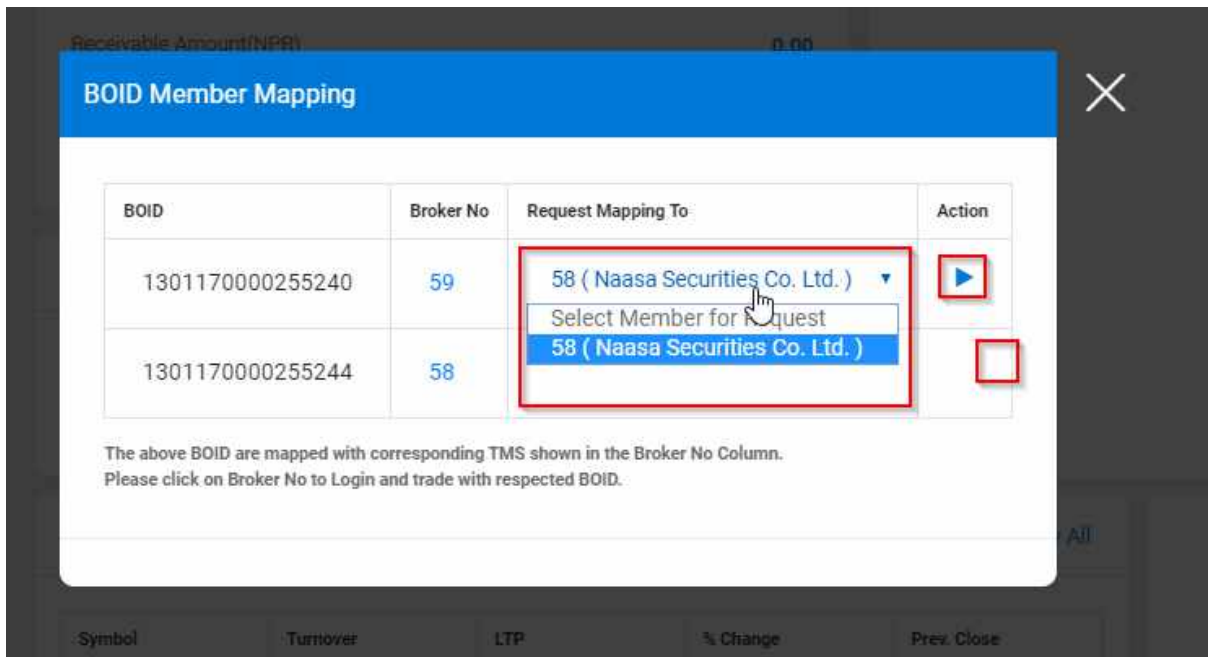 Receivable Amount(NPR) 0.00
BOID Member Mapping
BOID Broker No Request Mapping To Action
1301170000255240 59 58 ( Naasa Securities Co. Ltd. )
Select Member for Request
58 ( Naasa Securities Co. Ltd. )
1301170000255244 58
The above BOID are mapped with corresponding TMS shown in the Broker No Column.
Please click on Broker No to Login and trade with respected BOID.
All
Symbol Turnover LTP % Change Prev. Close